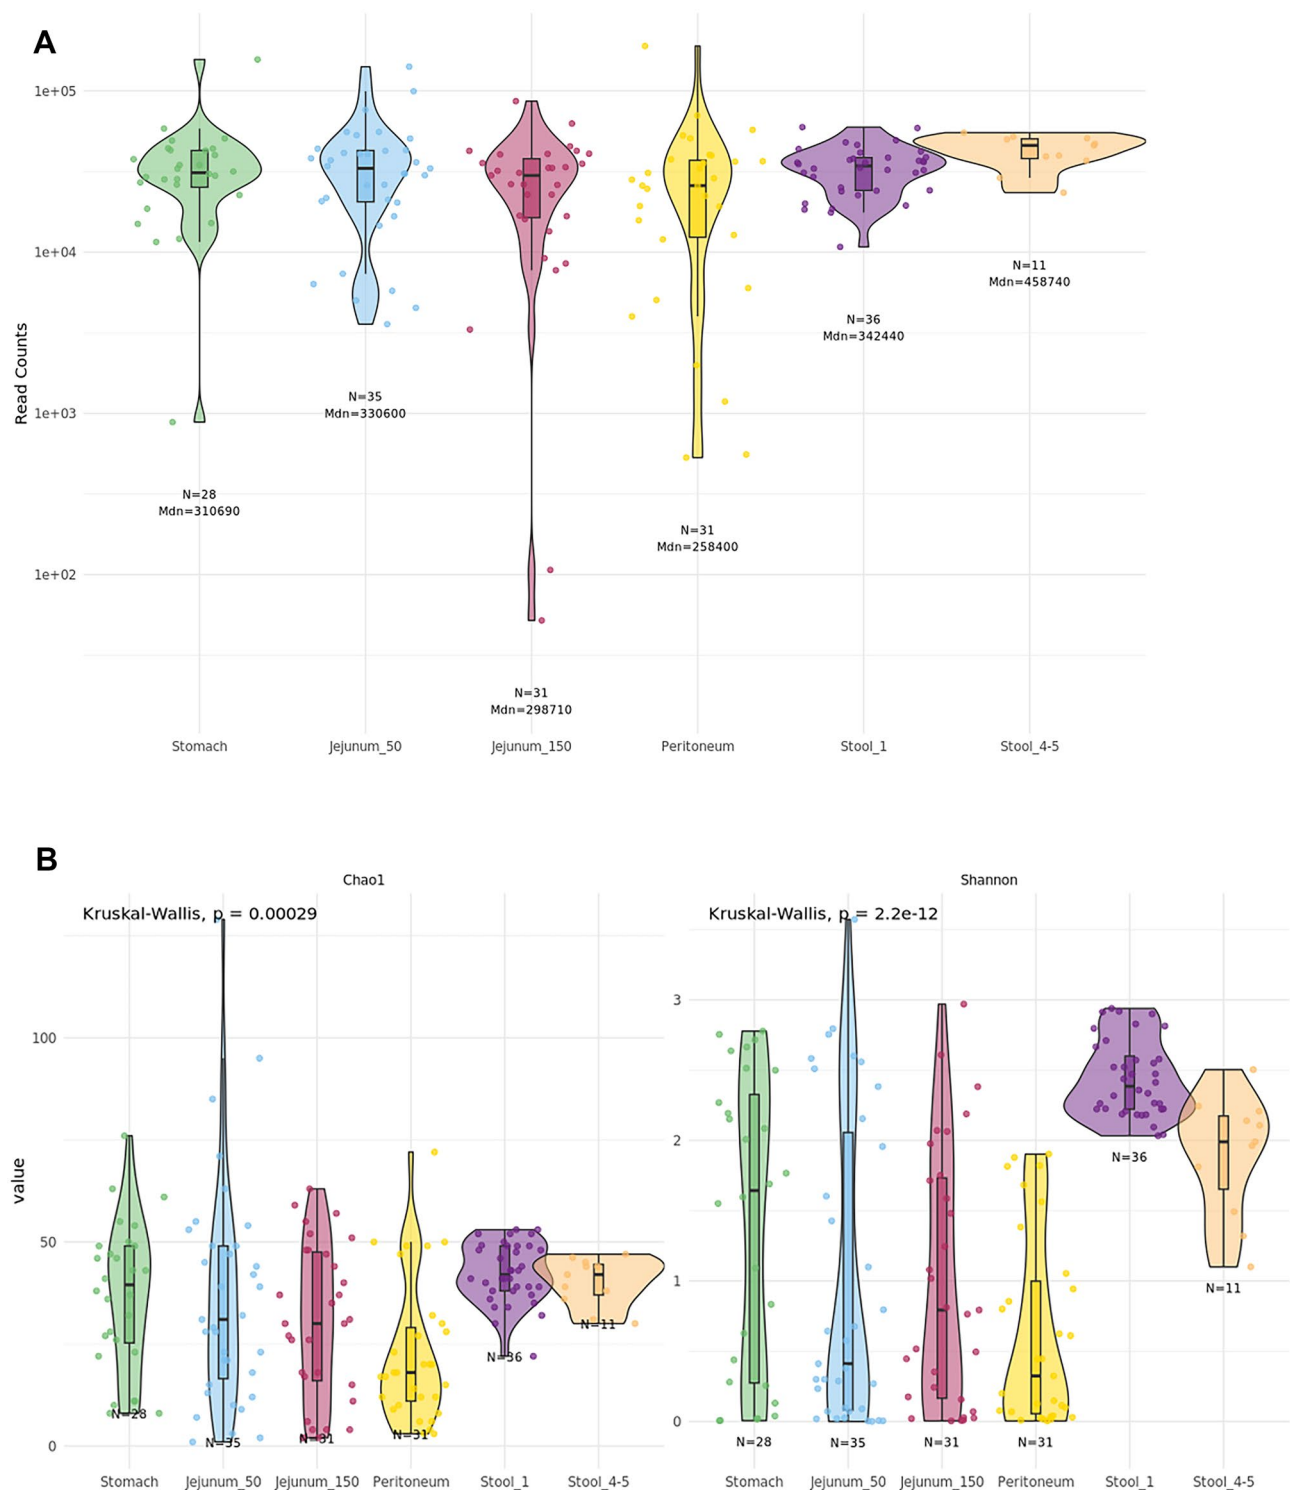 A
1e+05
1e+04
1e+03
1e+02
Read Counts
N=28
Mdn=310690
N=35
Mdn=330600
N=31
Mdn=298710
N=31
Mdn=258400
N=36
Mdn=342440
N=11
Mdn=458740
Stomach Jejunum_50 Jejunum_150 Peritoneum Stool_1 Stool_4-5
B
Chao1
Kruskal-Wallis, p = 0.00029
value
100
50
0
N=28 N=35 N=31 N=31 N=36 N=11
Stomach Jejunum_50 Jejunum_150 Peritoneum Stool_1 Stool_4-5
Shannon
Kruskal-Wallis, p = 2.2e-12
3
2
1
0
N=28 N=35 N=31 N=31 N=36 N=11
Stomach Jejunum_50 Jejunum_150 Peritoneum Stool_1 Stool_4-5